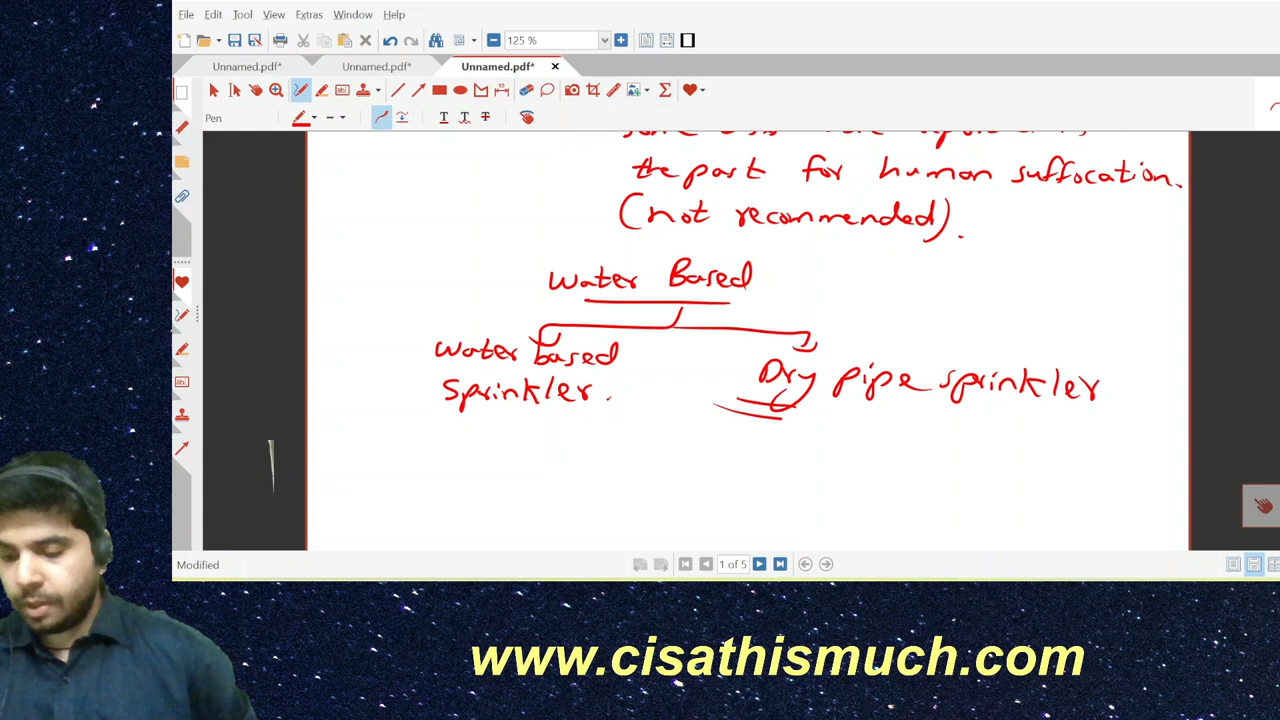 File Edit Tool View Extras Window Help
125 %
Unnamed.pdf* Unnamed.pdf* Unnamed.pdf*
Pen
the part for human suffocation.
(not recommended).
Water Based
Water based Sprinkler.
Dry pipe sprinkler
Modified
1 of 5
www.cisathismuch.com